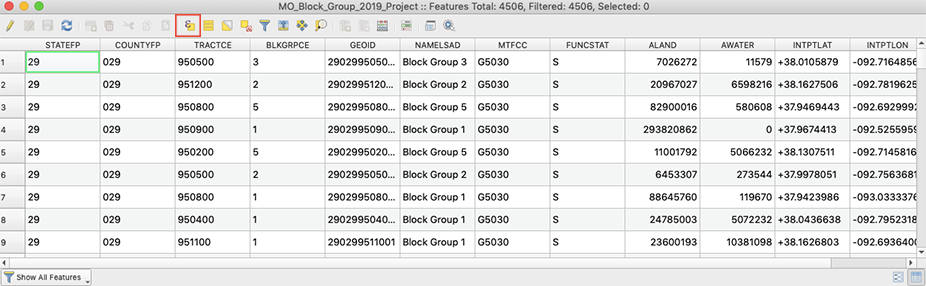 MO_Block_Group_2019_Project :: Features Total: 4506, Filtered: 4506, Selected: 0
STATEFP COUNTYFP TRACTCE BLKGRPCE GEOID NAMELSAD MTFCC FUNCSTAT ALAND AWATER INTPTLAT INTPTLON
1 29 029 950500 3 2902995050... Block Group 3 G5030 S 7026272 11579 +38.0105879 -092.7164856
2 29 029 951200 2 2902995120... Block Group 2 G5030 S 20967027 6598216 +38.1627506 -092.7819625
3 29 029 950800 5 2902995080... Block Group 5 G5030 S 82900016 580608 +37.9469443 -092.6929992
4 29 029 950900 1 2902995090... Block Group 1 G5030 S 293820862 0 +37.9674413 -092.5255959
5 29 029 950200 5 2902995020... Block Group 5 G5030 S 11001792 5066232 +38.1307511 -092.7145816
6 29 029 950500 2 2902995050... Block Group 2 G5030 S 6453307 273544 +37.9978051 -092.7563681
7 29 029 950800 1 2902995080... Block Group 1 G5030 S 88645760 119670 +37.9423986 -093.0333376
8 29 029 950400 1 2902995040... Block Group 1 G5030 S 24785003 5072232 +38.0436638 -092.7952318
9 29 029 951100 1 290299511001 Block Group 1 G5030 S 23600193 10381098 +38.1626803 -092.6936400
Show All Features